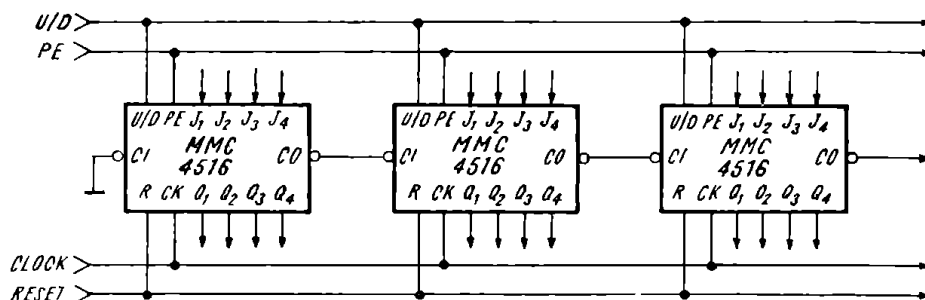 U/D
PE
U/D PE J1 J2 J3 J4
MMC
CI CO
4516
R CK Q1 Q2 Q3 Q4
U/D PE J1 J2 J3 J4
MMC
CI CO
4516
R CK Q1 Q2 Q3 Q4
U/D PE J1 J2 J3 J4
MMC
CI CO
4516
R CK Q1 Q2 Q3 Q4
CLOCK
RESET